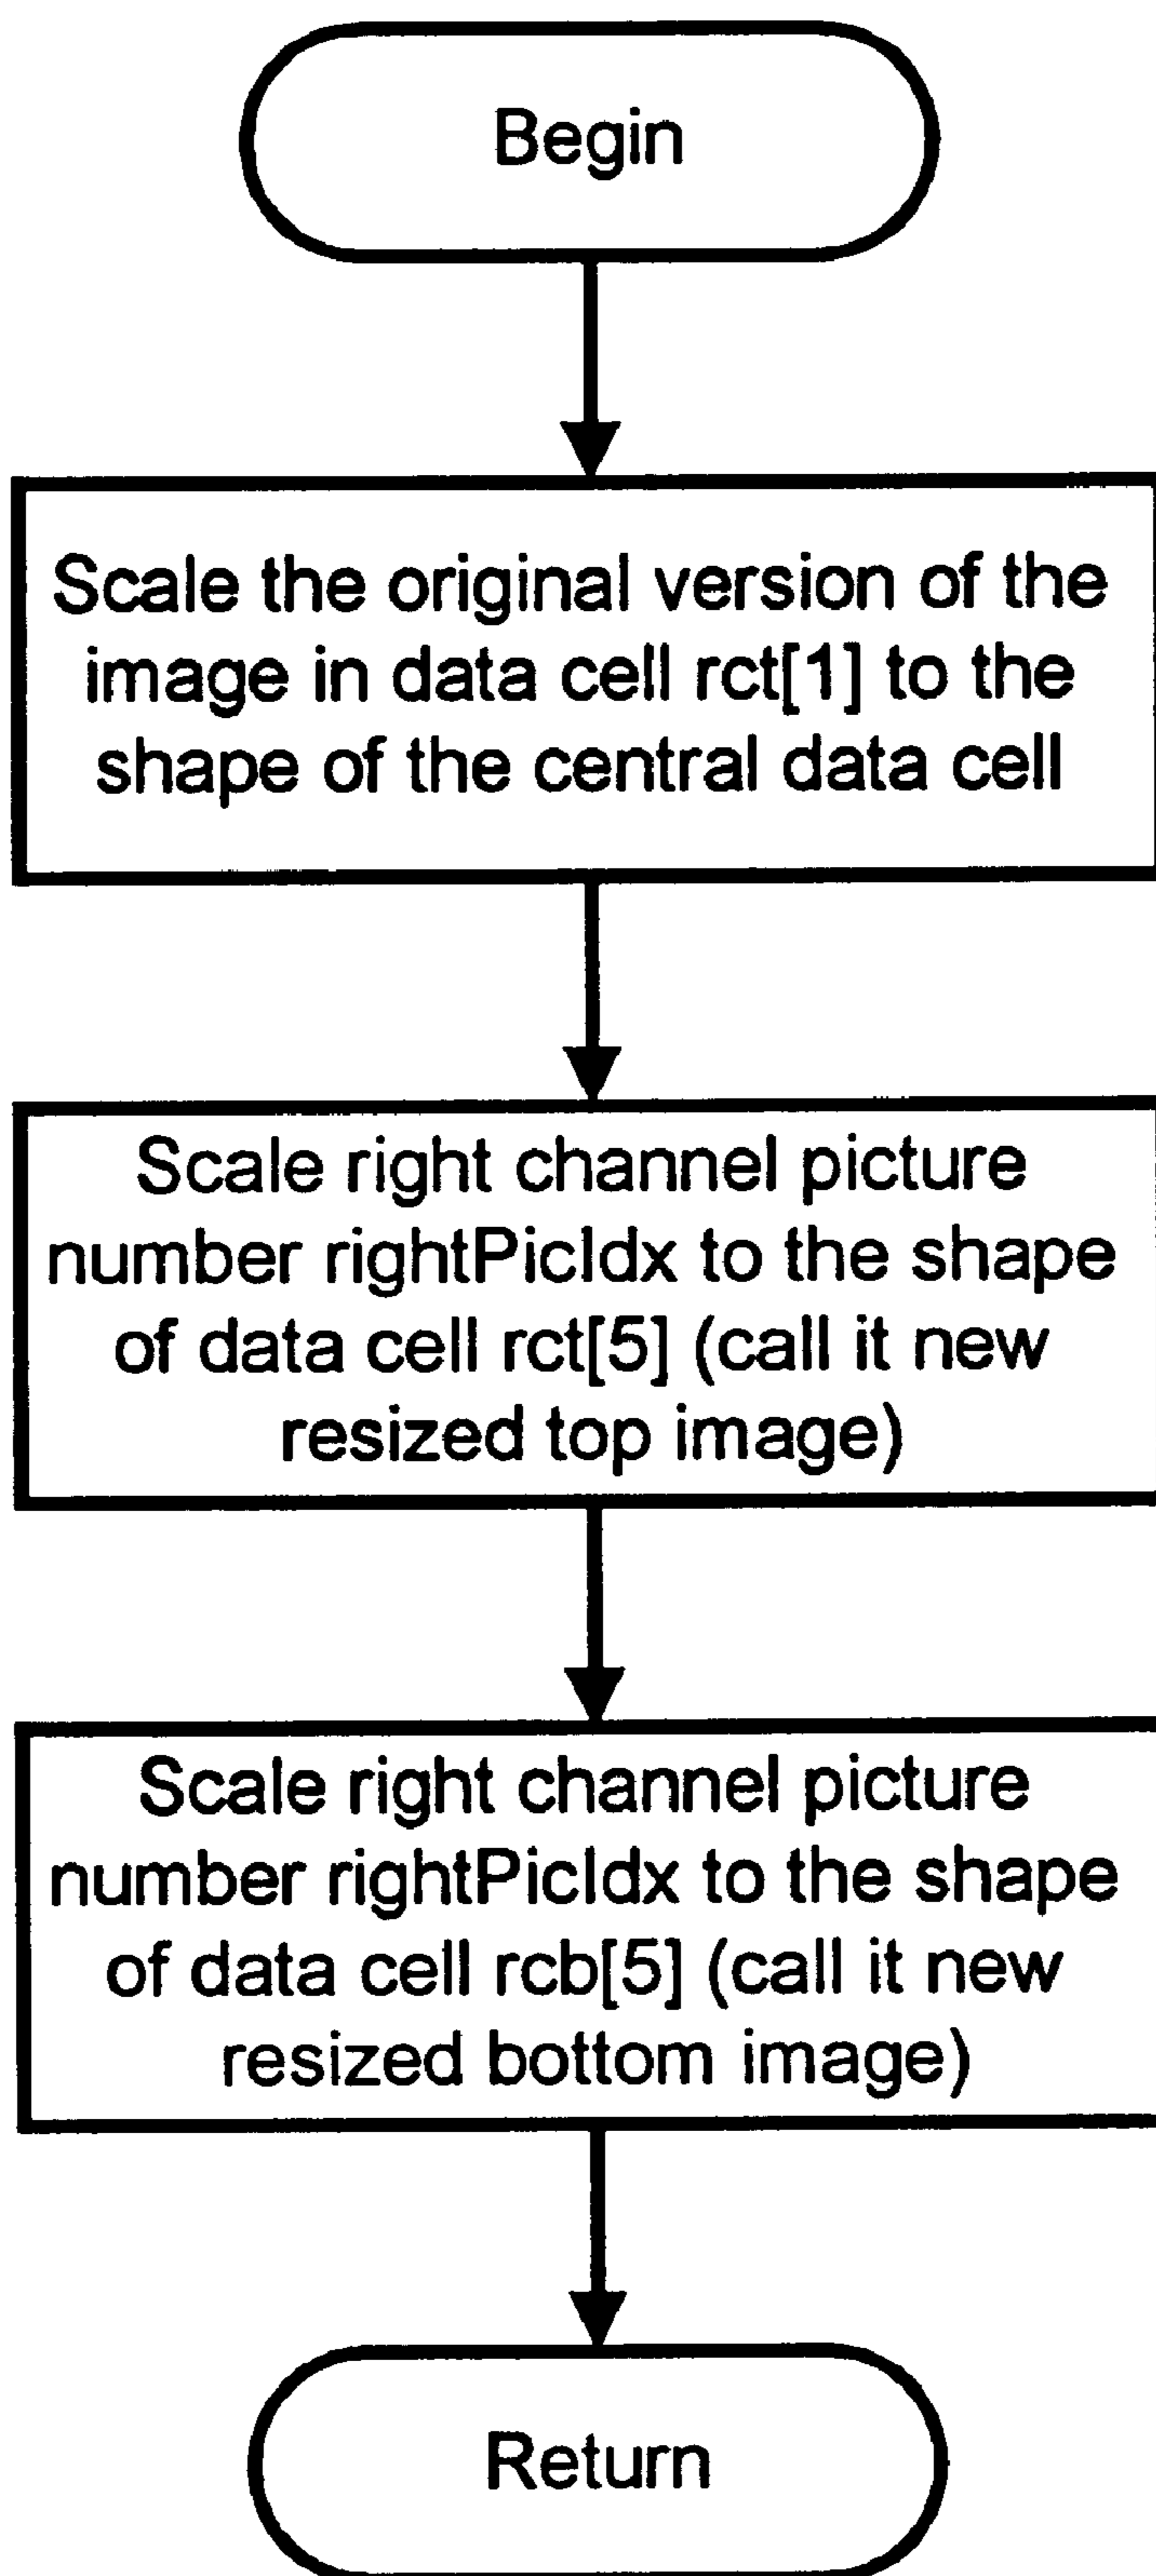 Begin
Scale the original version of the
image in data cell rct[1] to the
shape of the central data cell
Scale right channel picture
number rightPicIdx to the shape
of data cell rct[5] (call it new
resized top image)
Scale right channel picture
number rightPicIdx to the shape
of data cell rcb[5] (call it new
resized bottom image)
Return